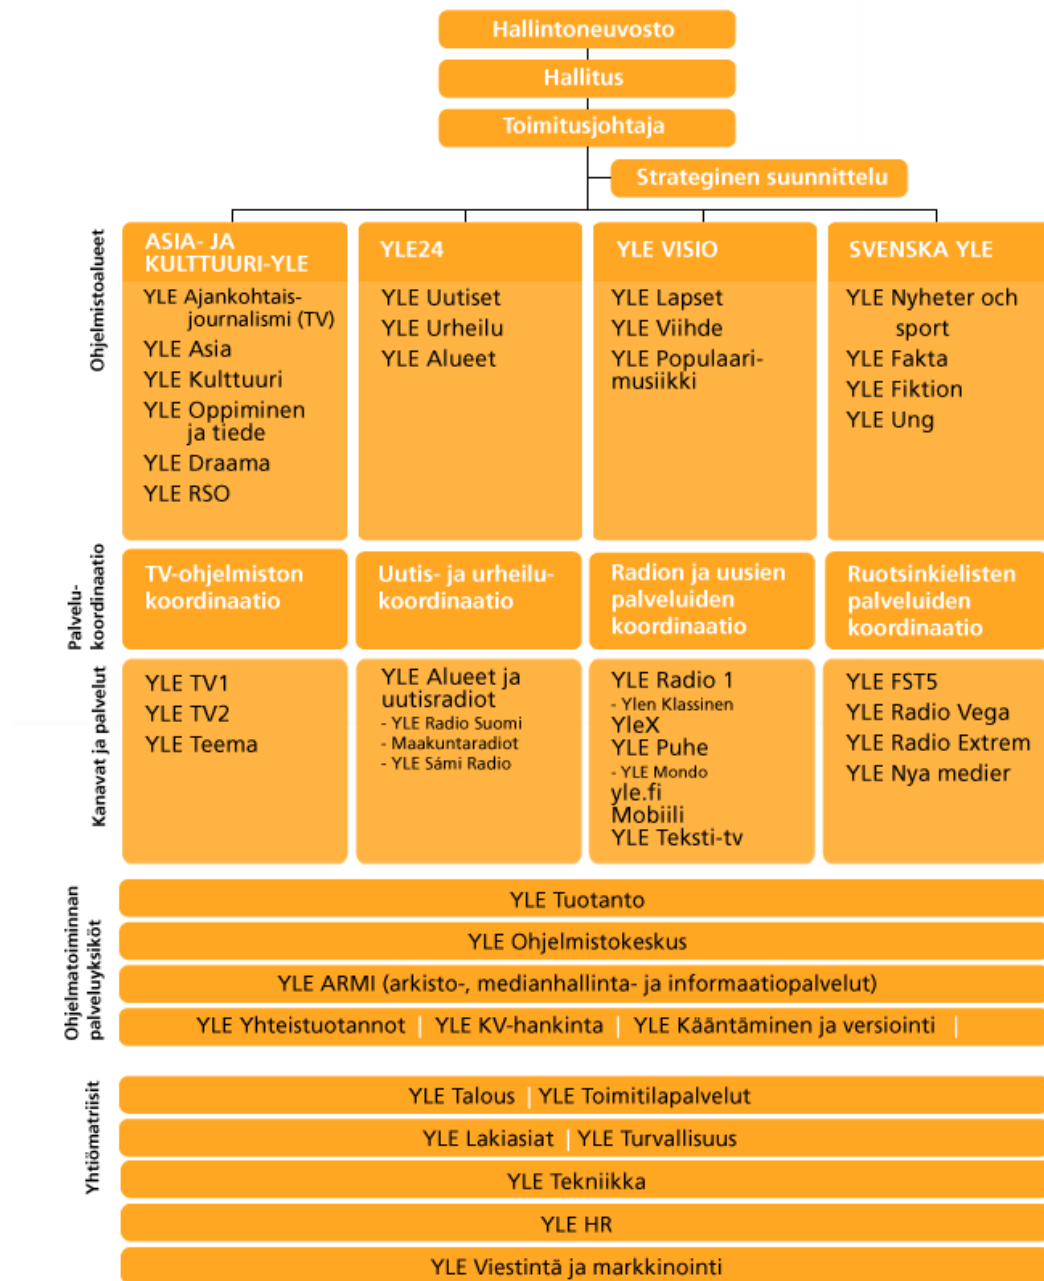 Hallintoneuvosto
Hallitus
Toimitusjohtaja
Strateginen suunnittelu
Ohjelmistoalueet
ASIA- JA
KULTTUURI-YLE
YLE Ajankohtais-
journalismi (TV)
YLE Asia
YLE Kulttuuri
YLE Oppiminen
ja tiede
YLE Draama
YLE RSO
YLE24
YLE Uutiset
YLE Urheilu
YLE Alueet
YLE VISIO
YLE Lapset
YLE Viihde
YLE Populaari-
musiikki
SVENSKA YLE
YLE Nyheter och
sport
YLE Fakta
YLE Fiktion
YLE Ung
Palvelu-
koordinaatio
TV-ohjelmiston
koordinaatio
Uutis- ja urheilu-
koordinaatio
Radion ja uusien
palveluiden
koordinaatio
Ruotsinkielisten
palveluiden
koordinaatio
Kanavat ja palvelut
YLE TV1
YLE TV2
YLE Teema
YLE Alueet ja
uutisradiot
- YLE Radio Suomi
- Maakuntaradiot
- YLE Sámi Radio
YLE Radio 1
- Ylen Klassinen
YleX
YLE Puhe
- YLE Mondo
yle.fi
Mobiili
YLE Teksti-tv
YLE FST5
YLE Radio Vega
YLE Radio Extrem
YLE Nya medier
Ohjelmatoiminnan
palveluyksiköt
YLE Tuotanto
YLE Ohjelmistokeskus
YLE ARMI (arkisto-, medianhallinta- ja informaatiopalvelut)
YLE Yhteistuotannot | YLE KV-hankinta | YLE Kääntäminen ja versiointi |
Yhtiömatriisit
YLE Talous | YLE Toimitilapalvelut
YLE Lakiasiat | YLE Turvallisuus
YLE Tekniikka
YLE HR
YLE Viestintä ja markkinointi